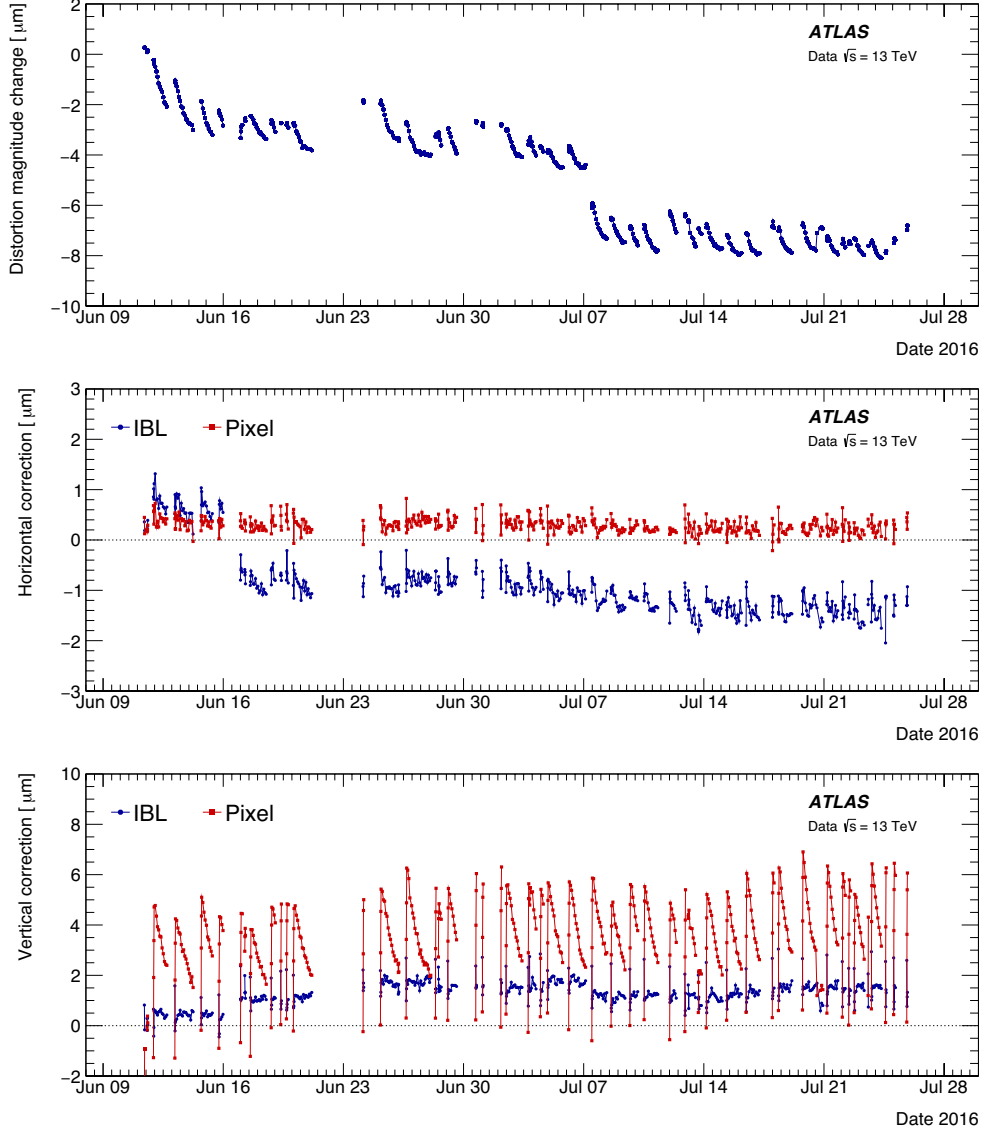 Distortion magnitude change [ μm]
2
0
−2
−4
−6
−8
−10
ATLAS
Data √s = 13 TeV
Jun 09 Jun 16 Jun 23 Jun 30 Jul 07 Jul 14 Jul 21 Jul 28
Date 2016
Horizontal correction [ μm]
3
2
1
0
−1
−2
−3
IBL Pixel
ATLAS
Data √s = 13 TeV
Jun 09 Jun 16 Jun 23 Jun 30 Jul 07 Jul 14 Jul 21 Jul 28
Date 2016
Vertical correction [ μm]
10
8
6
4
2
0
−2
IBL Pixel
ATLAS
Data √s = 13 TeV
Jun 09 Jun 16 Jun 23 Jun 30 Jul 07 Jul 14 Jul 21 Jul 28
Date 2016